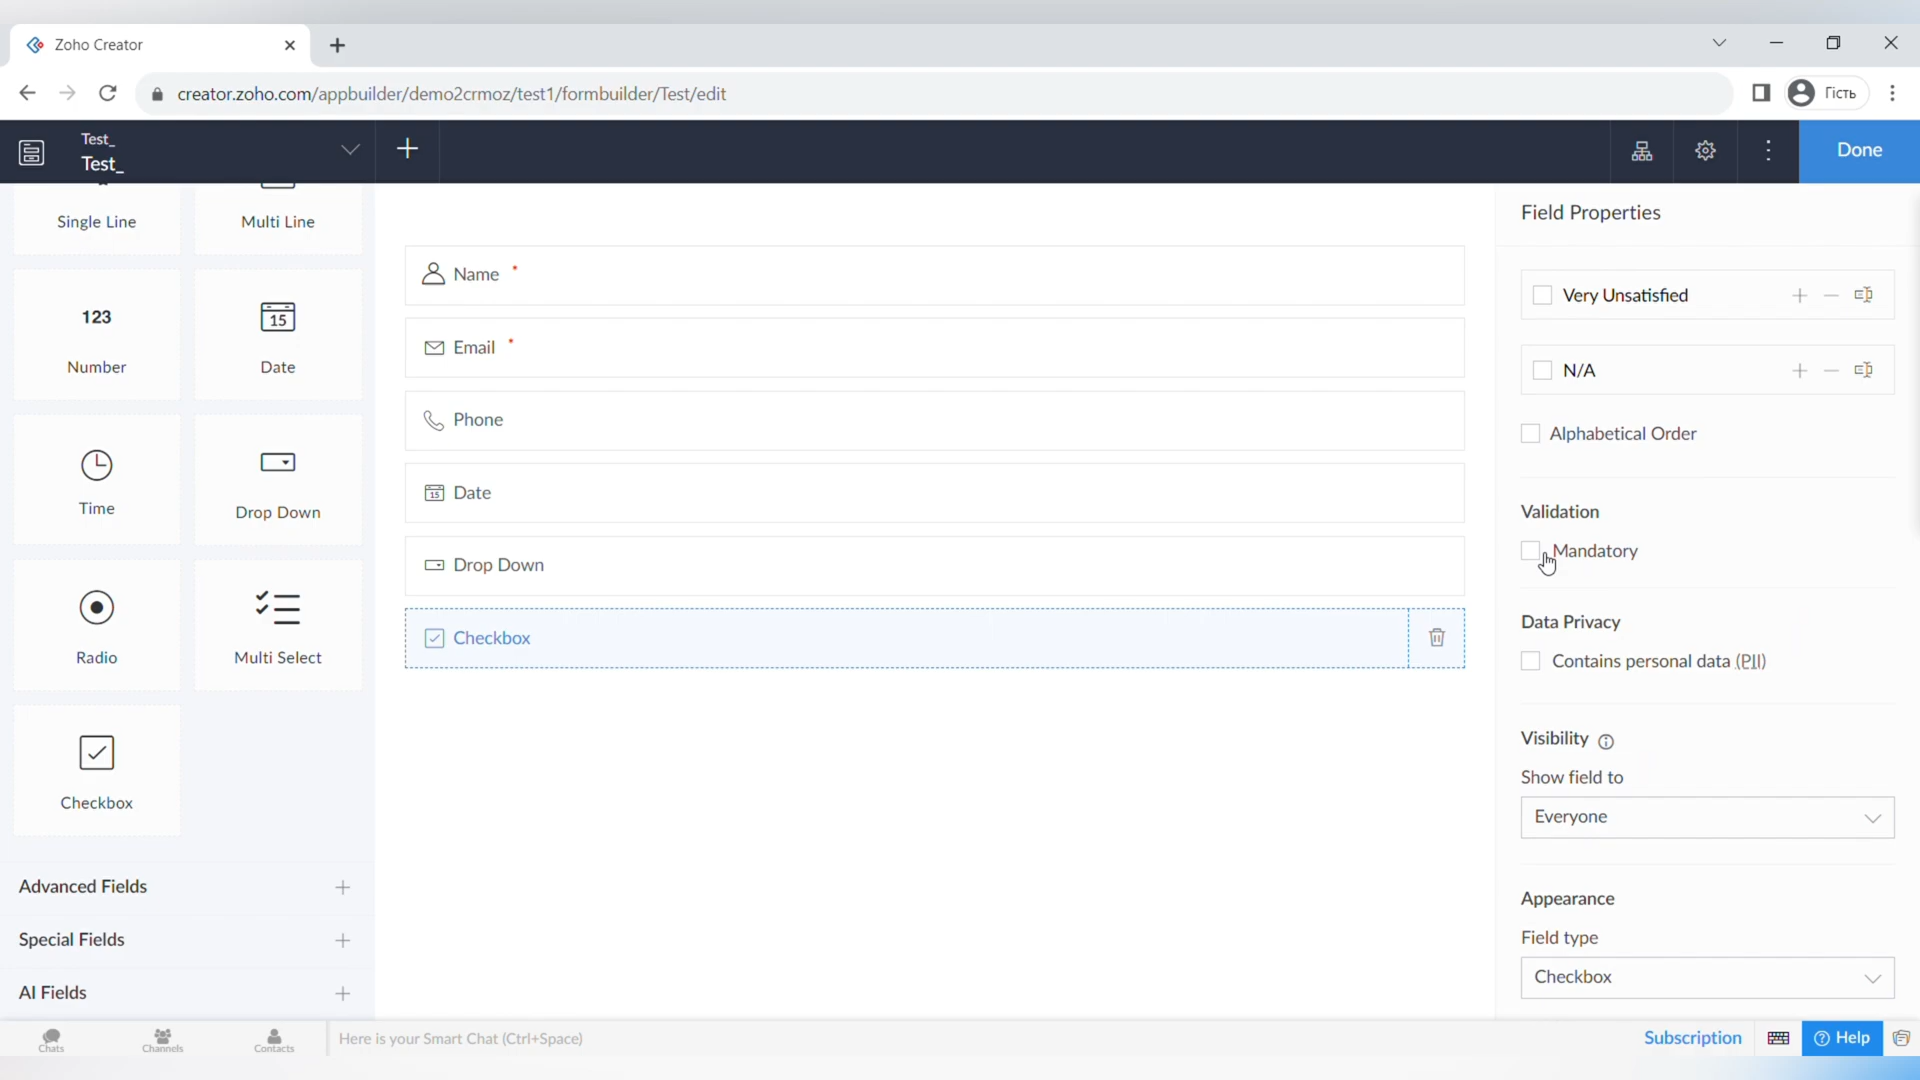 Zoho Creator
creator.zoho.com/appbuilder/demo2crmoz/test1/formbuilder/Test/edit
Гість
Test_
Test_
Done
Single Line
Multi Line
123
Number
15
Date
Time
Drop Down
Radio
Multi Select
Checkbox
Advanced Fields
Special Fields
AI Fields
Name *
Email *
Phone
15 Date
Drop Down
Checkbox
Field Properties
Very Unsatisfied
N/A
Alphabetical Order
Validation
Mandatory
Data Privacy
Contains personal data (PII)
Visibility
Show field to
Everyone
Appearance
Field type
Checkbox
Chats
Channels
Contacts
Here is your Smart Chat (Ctrl+Space)
Subscription
? Help